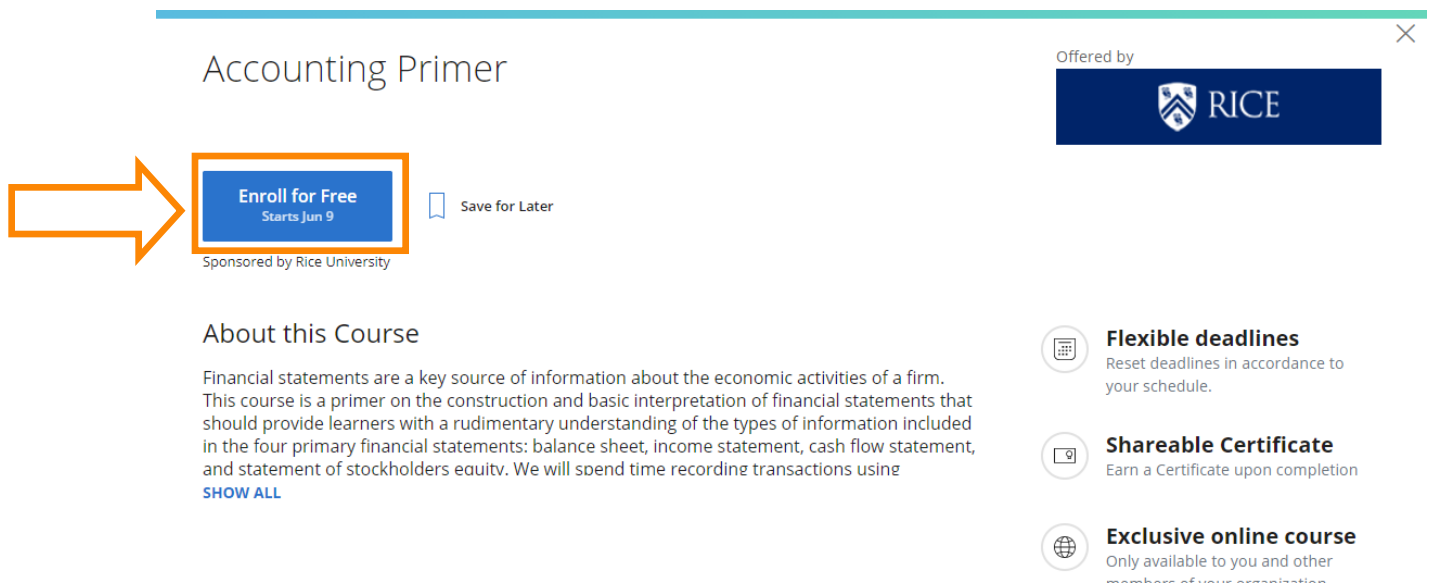 Accounting Primer
Offered by
RICE
Enroll for Free
Starts Jun 9
Save for Later
Sponsored by Rice University
About this Course
Financial statements are a key source of information about the economic activities of a firm.
This course is a primer on the construction and basic interpretation of financial statements that
should provide learners with a rudimentary understanding of the types of information included
in the four primary financial statements: balance sheet, income statement, cash flow statement,
and statement of stockholders equity. We will spend time recording transactions using
SHOW ALL
Flexible deadlines
Reset deadlines in accordance to
your schedule.
Shareable Certificate
Earn a Certificate upon completion
Exclusive online course
Only available to you and other
members of your organization